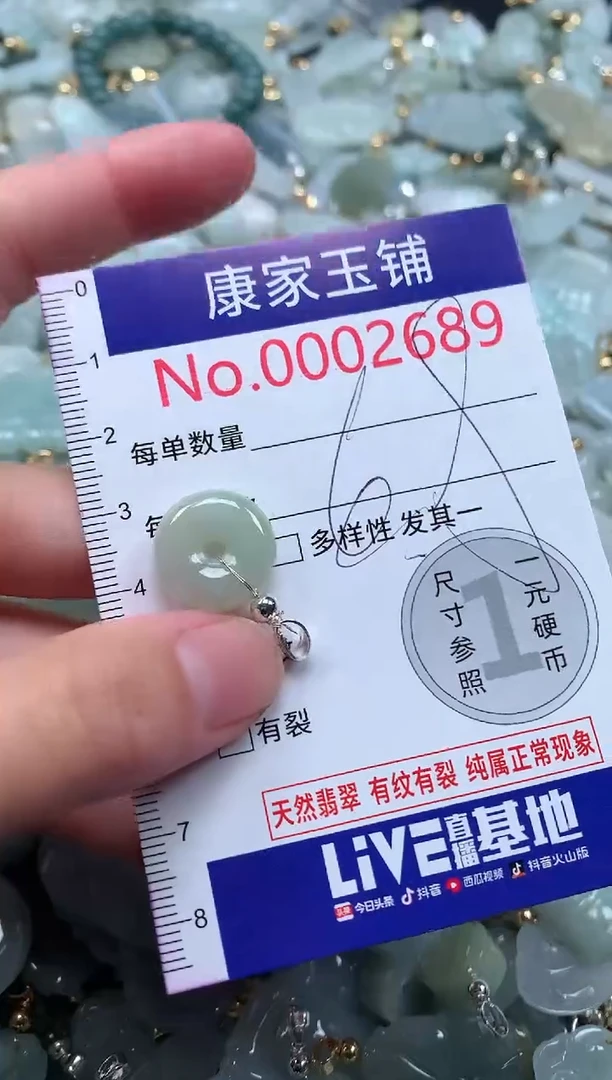 康家玉铺
No.0002689
0
1
每单数量
2
3
每
多样性 发其一
4
68
尺寸参照
1
一元硬币
有裂
天然翡翠 有纹有裂 纯属正常现象
7
LiVE直播基地
8
今日头条 抖音 西瓜视频 抖音火山版